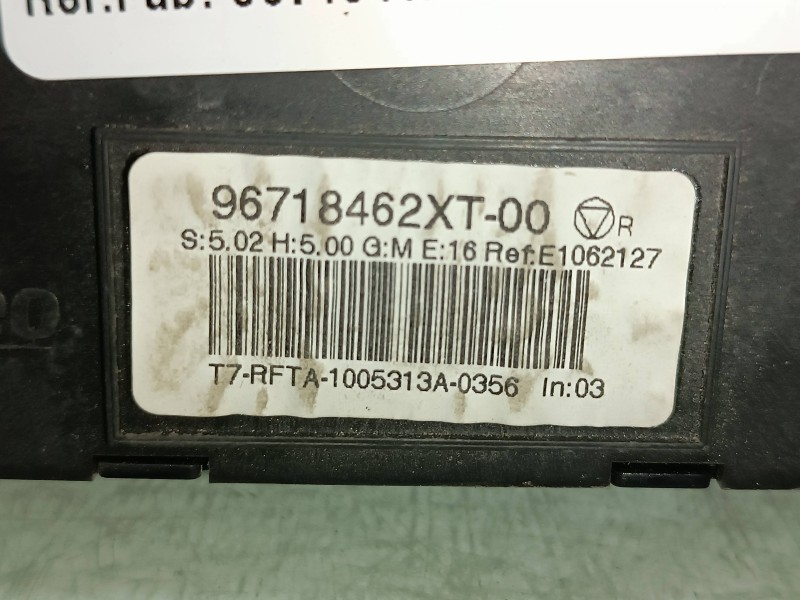 96718462XT-00
R
S:5.02 H:5.00 G:M E:16 Ref:E1062127
T7-RFTA-1005313A-0356 In:03